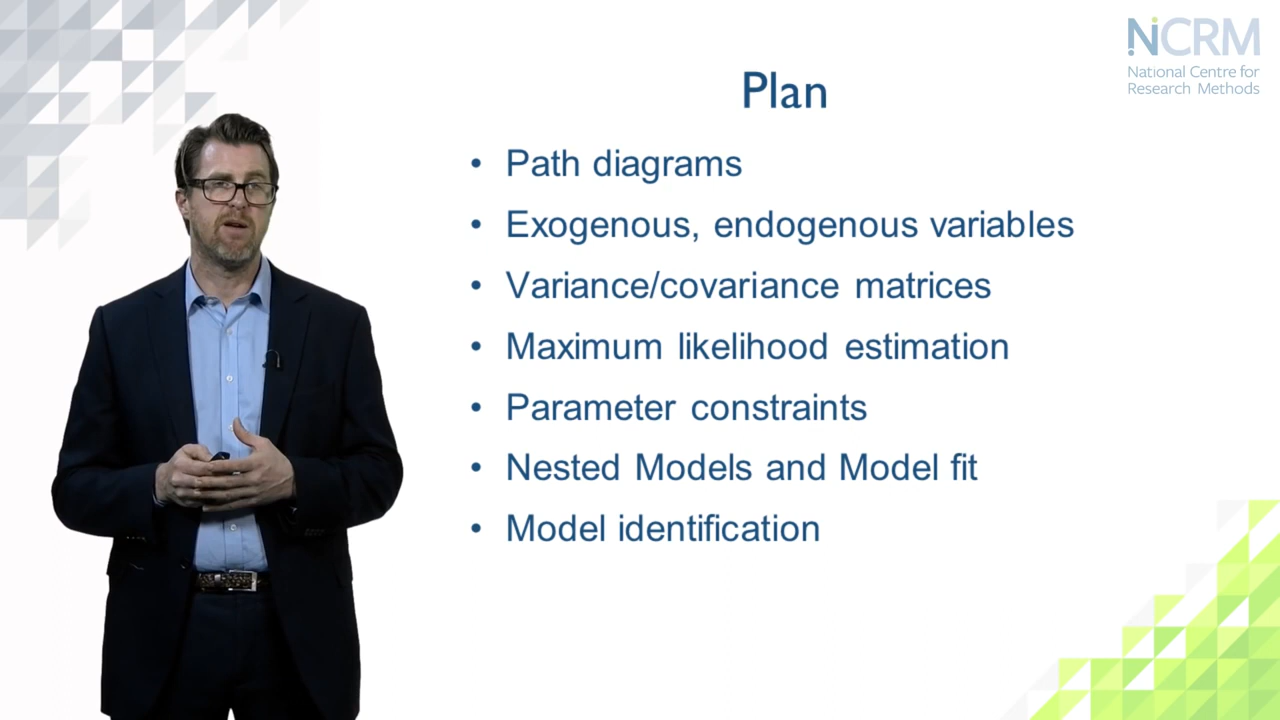 NCRM
National Centre for
Research Methods
Plan
• Path diagrams
• Exogenous, endogenous variables
• Variance/covariance matrices
• Maximum likelihood estimation
• Parameter constraints
• Nested Models and Model fit
• Model identification